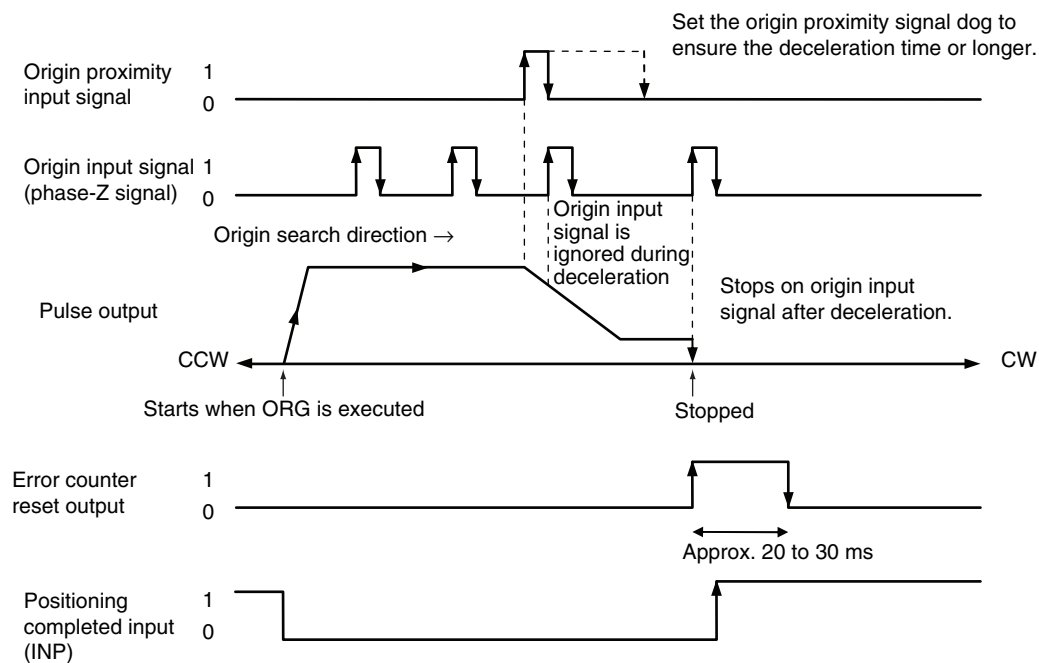 Set the origin proximity signal dog to
ensure the deceleration time or longer.
Origin proximity
input signal
1
0
Origin input signal
(phase-Z signal)
1
0
Origin input
signal is
ignored during
deceleration
Origin search direction →
Stops on origin input
signal after deceleration.
Pulse output
CCW
CW
Starts when ORG is executed
Stopped
Error counter
reset output
1
0
Approx. 20 to 30 ms
Positioning
completed input
(INP)
1
0